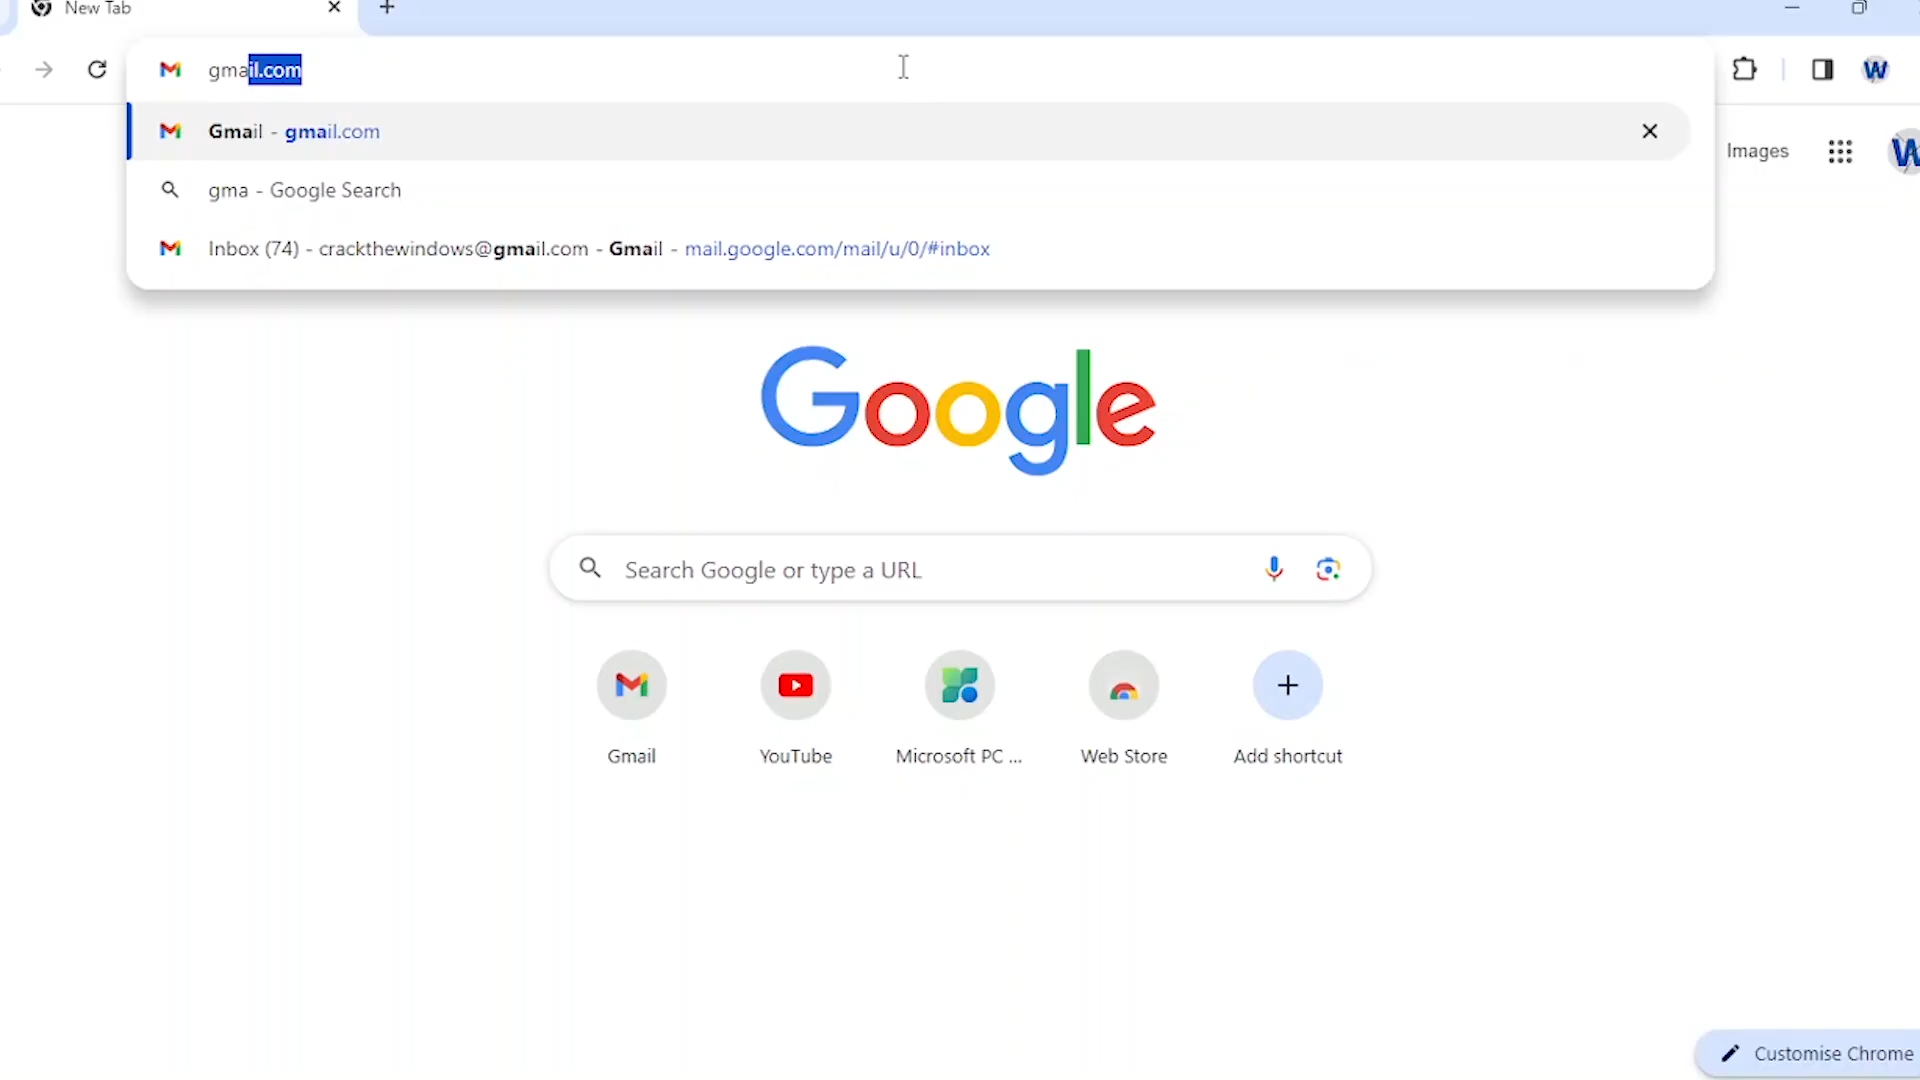 New Tab
gmail.com
Gmail - gmail.com
gma - Google Search
Inbox (74) - crackthewindows@gmail.com - Gmail - mail.google.com/mail/u/0/#inbox
Images
W
W
Google
Search Google or type a URL
Gmail
YouTube
Microsoft PC ...
Web Store
Add shortcut
Customise Chrome